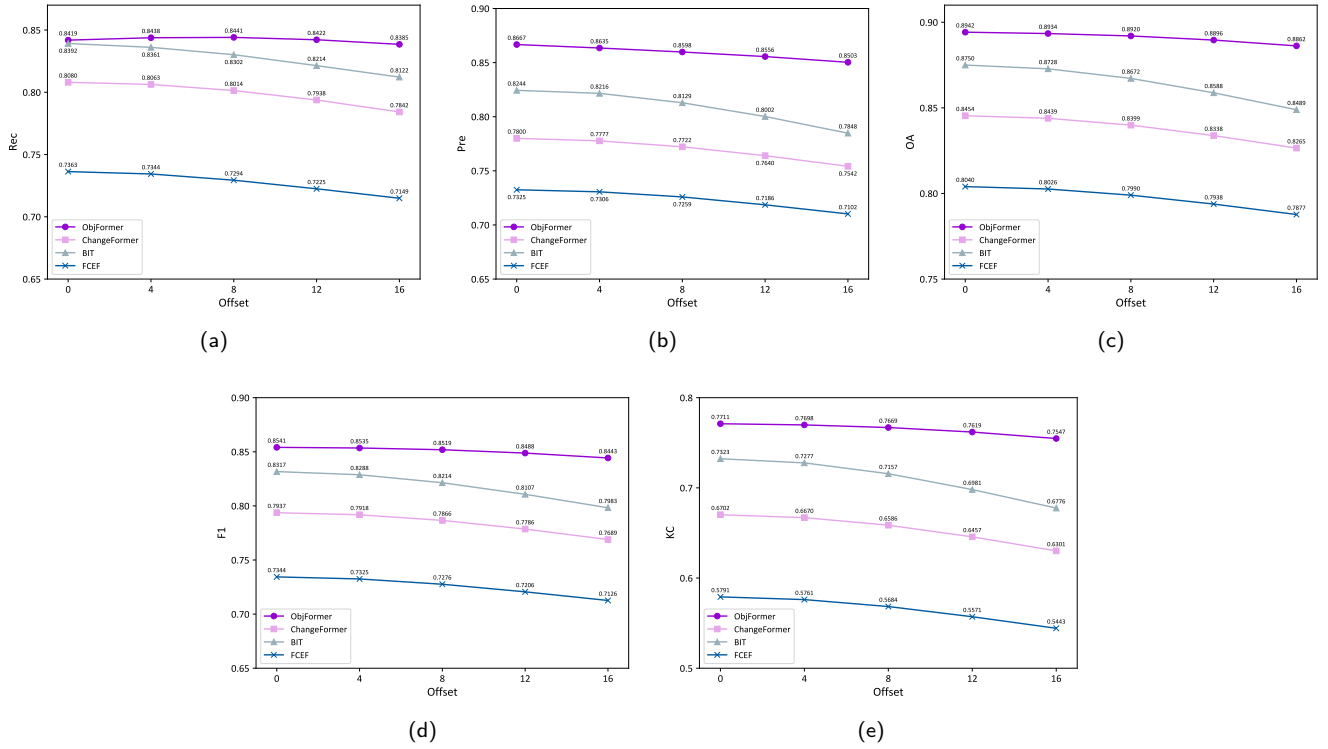 0.85
0.80
0.75
0.70
0.65
Rec
0.8419 0.8438 0.8441 0.8422 0.8385
0.8392 0.8361 0.8302 0.8214 0.8122
0.8080 0.8063 0.8014 0.7938 0.7842
0.7363 0.7344 0.7294 0.7225 0.7149
ObjFormer
ChangeFormer
BIT
FCEF
0 4 8 12 16
Offset
(a)
0.90
0.85
0.80
0.75
0.70
0.65
Pre
0.8667 0.8635 0.8598 0.8556 0.8503
0.8244 0.8216 0.8129 0.8002 0.7848
0.7800 0.7777 0.7722 0.7640 0.7542
0.7325 0.7306 0.7259 0.7186 0.7102
ObjFormer
ChangeFormer
BIT
FCEF
0 4 8 12 16
Offset
(b)
0.90
0.85
0.80
0.75
OA
0.8942 0.8934 0.8920 0.8896 0.8862
0.8750 0.8728 0.8672 0.8588 0.8489
0.8454 0.8439 0.8399 0.8338 0.8265
0.8040 0.8026 0.7990 0.7938 0.7877
ObjFormer
ChangeFormer
BIT
FCEF
0 4 8 12 16
Offset
(c)
0.90
0.85
0.80
0.75
0.70
0.65
F1
0.8541 0.8535 0.8519 0.8488 0.8443
0.8317 0.8288 0.8214 0.8107 0.7983
0.7937 0.7918 0.7866 0.7786 0.7689
0.7344 0.7325 0.7276 0.7206 0.7126
ObjFormer
ChangeFormer
BIT
FCEF
0 4 8 12 16
Offset
(d)
0.8
0.7
0.6
0.5
KC
0.7711 0.7698 0.7669 0.7619 0.7547
0.7323 0.7277 0.7157 0.6981 0.6776
0.6702 0.6670 0.6586 0.6457 0.6301
0.5791 0.5761 0.5684 0.5571 0.5443
ObjFormer
ChangeFormer
BIT
FCEF
0 4 8 12 16
Offset
(e)